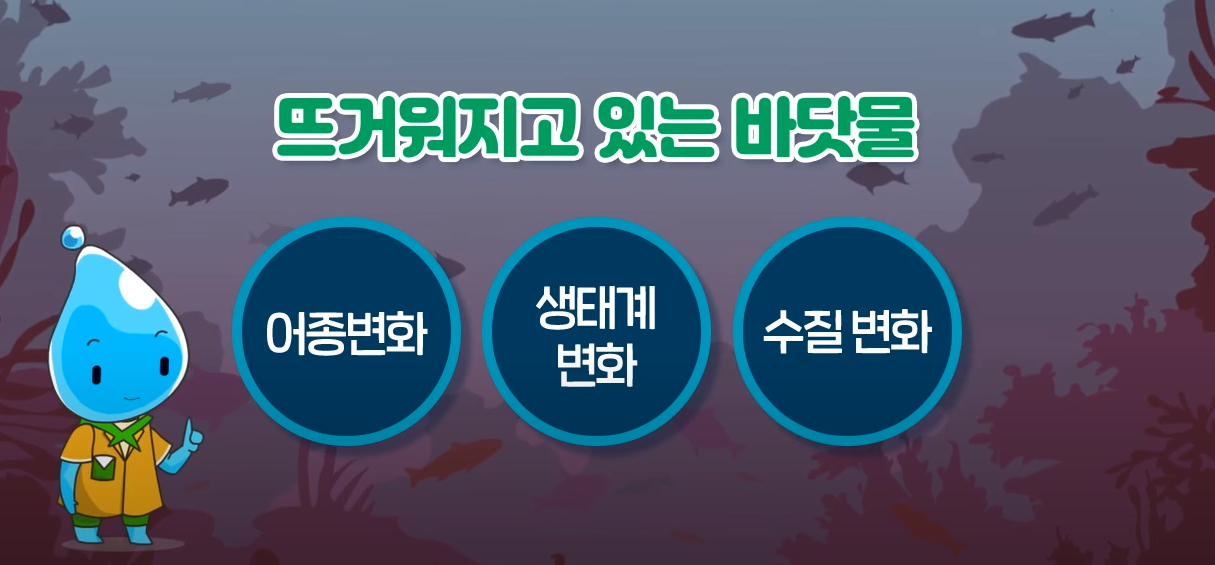 뜨거워지고 있는 바닷물
어종변화
생태계
변화
수질 변화